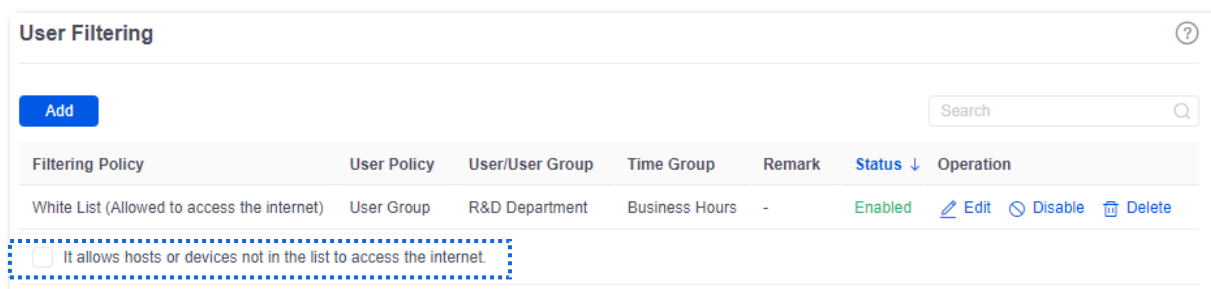 User Filtering
?
Add
Search
Filtering Policy User Policy User/User Group Time Group Remark Status ↓ Operation
White List (Allowed to access the internet) User Group R&D Department Business Hours - Enabled Edit Disable Delete
It allows hosts or devices not in the list to access the internet.